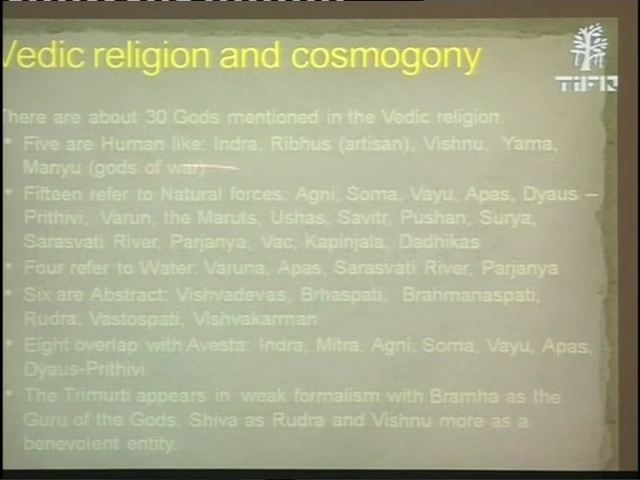 Vedic religion and cosmogony
TIFR
There are about 30 Gods mentioned in the Vedic religion.
• Five are Human like: Indra, Ribhus (artisan), Vishnu, Yama,
Manyu (gods of war)
• Fifteen refer to Natural forces: Agni, Soma, Vayu, Apas, Dyaus –
Prithivi, Varun, the Maruts, Ushas, Savitr, Pushan, Surya,
Sarasvati River, Parjanya, Vac, Kapinjala, Dadhikas
• Four refer to Water: Varuna, Apas, Sarasvati River, Parjanya
• Six are Abstract: Vishvadevas, Brhaspati, Brahmanaspati,
Rudra, Vastospati, Vishvakarman
• Eight overlap with Avesta: Indra, Mitra, Agni, Soma, Vayu, Apas,
Dyaus-Prithivi
• The Trimurti appears in weak formalism with Bramha as the
Guru of the Gods, Shiva as Rudra and Vishnu more as a
benevolent entity.